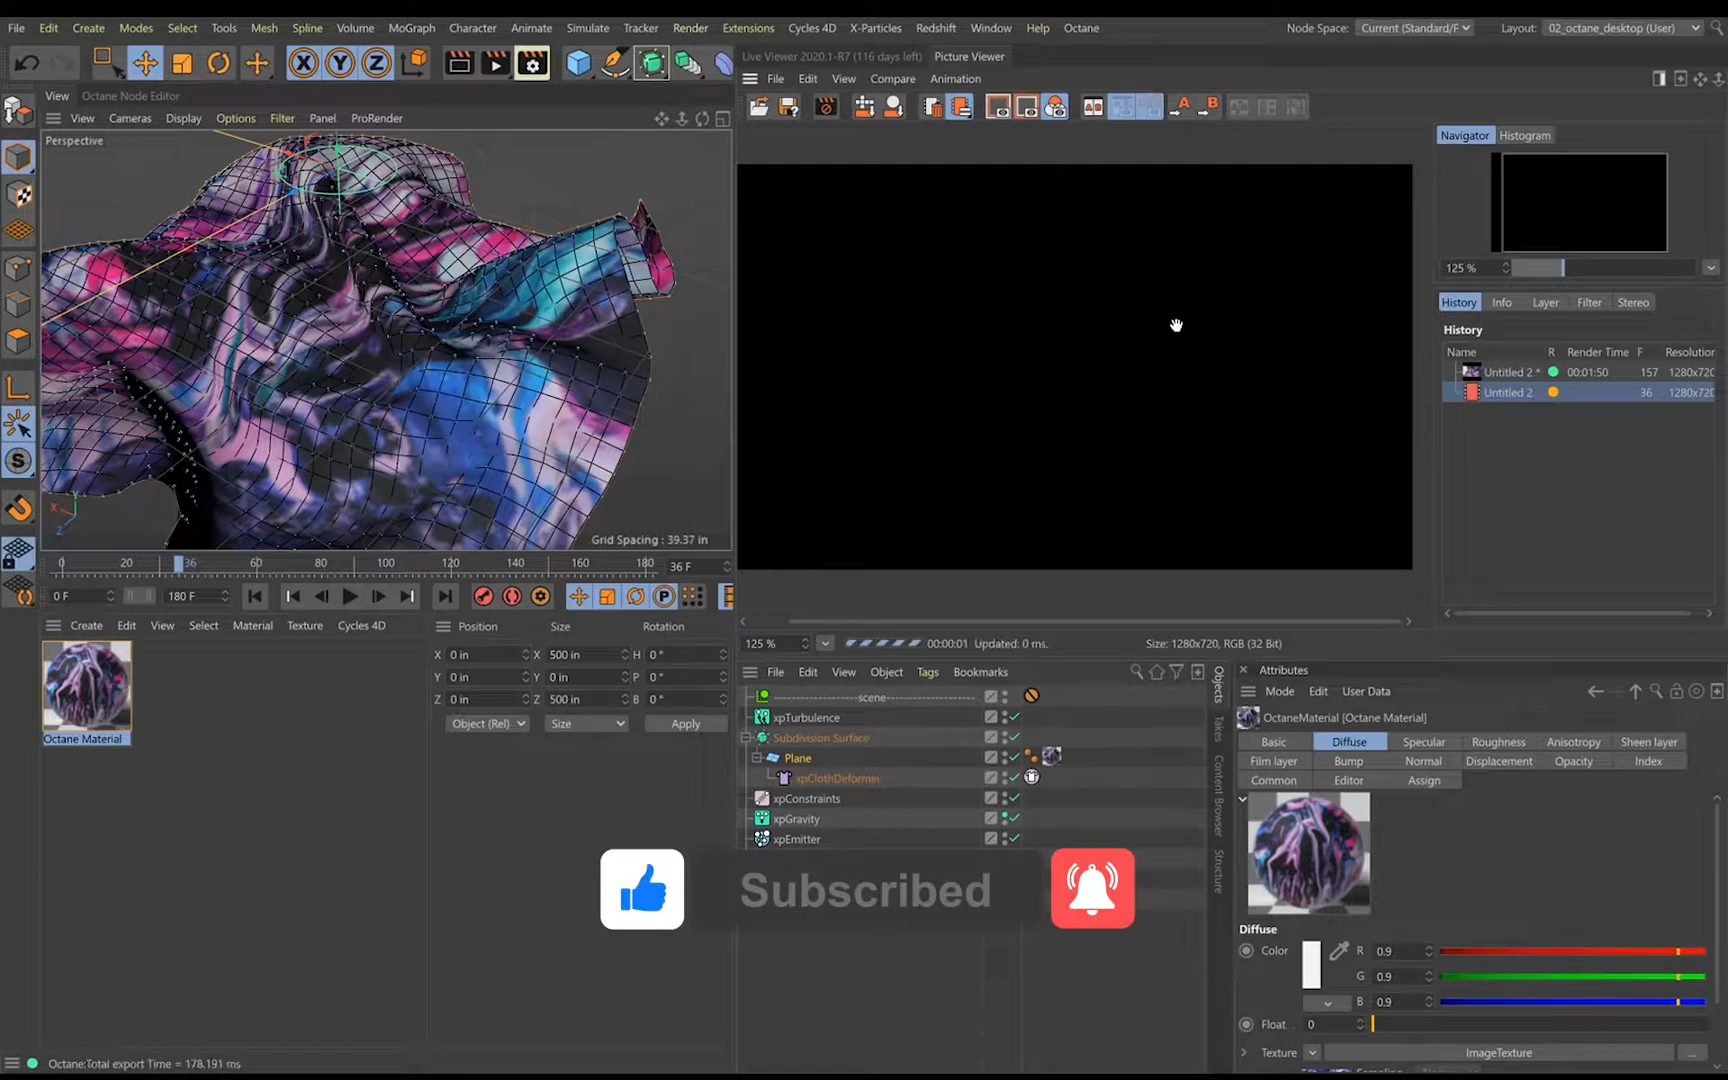 File Edit Create Modes Select Tools Mesh Spline Volume MoGraph Character Animate Simulate Tracker Render Extensions Cycles 4D X-Particles Redshift Window Help Octane Node Space: Current (Standard/F Layout: 02_octane_desktop (User)
X Y Z
Live Viewer 2020.1-R7 (116 days left) Picture Viewer
File Edit View Compare Animation
View Octane Node Editor
View Cameras Display Options Filter Panel ProRender
Perspective
Navigator Histogram
125 %
History Info Layer Filter Stereo
History
Name R Render Time F Resolution
Untitled 2 * 00:01:50 157 1280x720
Untitled 2 36 1280x720
Grid Spacing : 39.37 in
0 20 36 60 80 100 120 140 160 180 36 F
0 F 180 F
Create Edit View Select Material Texture Cycles 4D
Octane Material
Position Size Rotation
X 0 in X 500 in H 0 °
Y 0 in Y 0 in P 0 °
Z 0 in Z 500 in B 0 °
Object (Rel) Size Apply
125 % 00:00:01 Updated: 0 ms. Size: 1280x720, RGB (32 Bit)
File Edit View Object Tags Bookmarks
scene
xpTurbulence
Subdivision Surface
Plane
xpClothDeformer
xpConstraints
xpGravity
xpEmitter
Objects
Takes
Content Browser
Structure
Subscribed
Attributes
Mode Edit User Data
OctaneMaterial [Octane Material]
Basic Diffuse Specular Roughness Anisotropy Sheen layer
Film layer Bump Normal Displacement Opacity Index
Common Editor Assign
Diffuse
Color R 0.9
G 0.9
B 0.9
Float 0
Texture ImageTexture ...
Octane:Total export Time = 178.191 ms